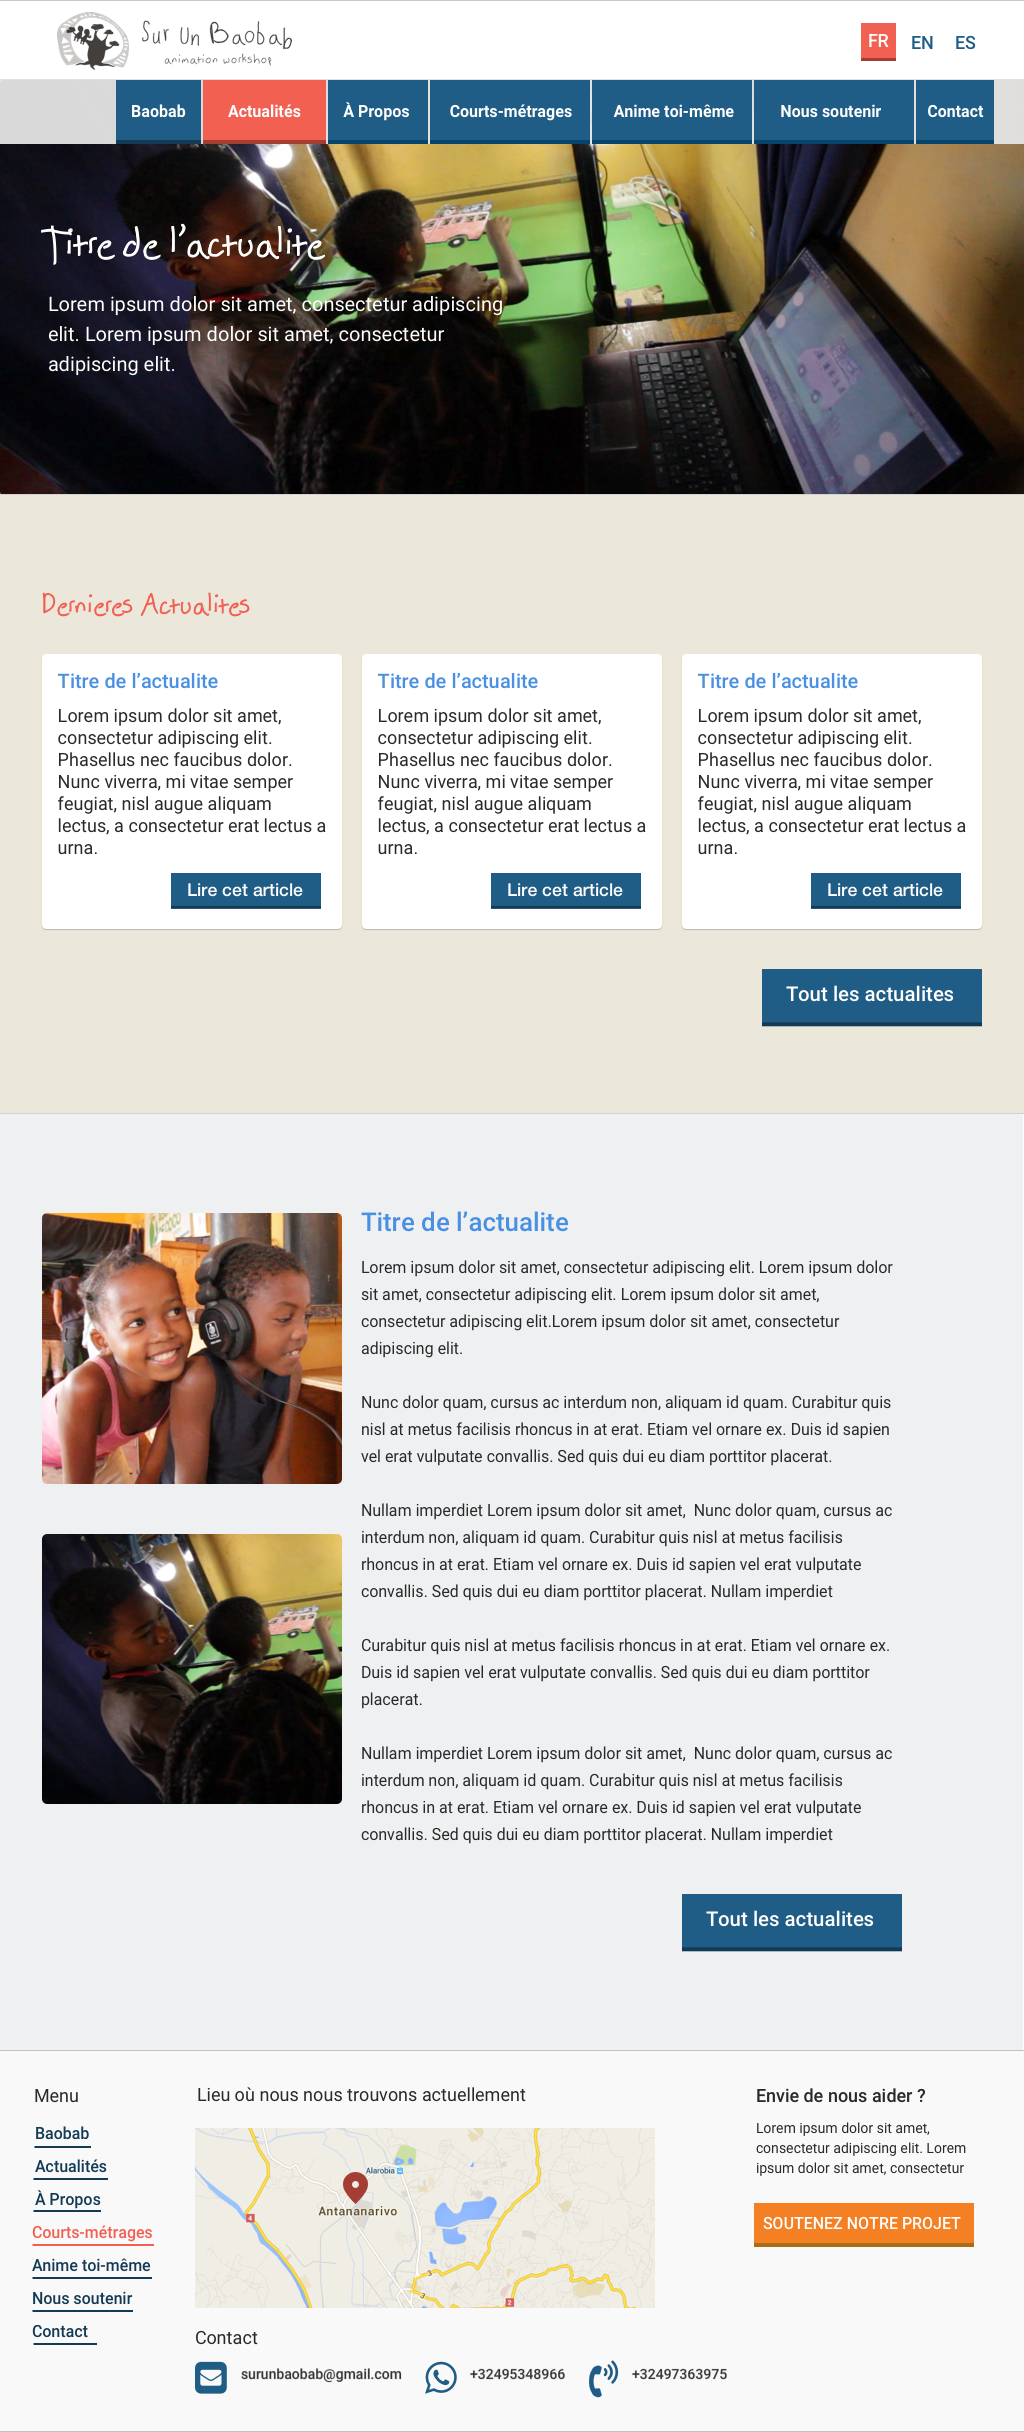 Sur Un Baobab
animation workshop
FR EN ES
Baobab Actualités À Propos Courts-métrages Anime toi-même Nous soutenir Contact
Titre de l'actualite
Lorem ipsum dolor sit amet, consectetur adipiscing
elit. Lorem ipsum dolor sit amet, consectetur
adipiscing elit.
Dernieres Actualites
Titre de l'actualite
Lorem ipsum dolor sit amet,
consectetur adipiscing elit.
Phasellus nec faucibus dolor.
Nunc viverra, mi vitae semper
feugiat, nisl augue aliquam
lectus, a consectetur erat lectus a
urna.
Lire cet article
Titre de l'actualite
Lorem ipsum dolor sit amet,
consectetur adipiscing elit.
Phasellus nec faucibus dolor.
Nunc viverra, mi vitae semper
feugiat, nisl augue aliquam
lectus, a consectetur erat lectus a
urna.
Lire cet article
Titre de l'actualite
Lorem ipsum dolor sit amet,
consectetur adipiscing elit.
Phasellus nec faucibus dolor.
Nunc viverra, mi vitae semper
feugiat, nisl augue aliquam
lectus, a consectetur erat lectus a
urna.
Lire cet article
Tout les actualites
Titre de l'actualite
Lorem ipsum dolor sit amet, consectetur adipiscing elit. Lorem ipsum dolor
sit amet, consectetur adipiscing elit. Lorem ipsum dolor sit amet,
consectetur adipiscing elit.Lorem ipsum dolor sit amet, consectetur
adipiscing elit.
Nunc dolor quam, cursus ac interdum non, aliquam id quam. Curabitur quis
nisl at metus facilisis rhoncus in at erat. Etiam vel ornare ex. Duis id sapien
vel erat vulputate convallis. Sed quis dui eu diam porttitor placerat.
Nullam imperdiet Lorem ipsum dolor sit amet,  Nunc dolor quam, cursus ac
interdum non, aliquam id quam. Curabitur quis nisl at metus facilisis
rhoncus in at erat. Etiam vel ornare ex. Duis id sapien vel erat vulputate
convallis. Sed quis dui eu diam porttitor placerat. Nullam imperdiet
Curabitur quis nisl at metus facilisis rhoncus in at erat. Etiam vel ornare ex.
Duis id sapien vel erat vulputate convallis. Sed quis dui eu diam porttitor
placerat.
Nullam imperdiet Lorem ipsum dolor sit amet,  Nunc dolor quam, cursus ac
interdum non, aliquam id quam. Curabitur quis nisl at metus facilisis
rhoncus in at erat. Etiam vel ornare ex. Duis id sapien vel erat vulputate
convallis. Sed quis dui eu diam porttitor placerat. Nullam imperdiet
Tout les actualites
Menu
Baobab
Actualités
À Propos
Courts-métrages
Anime toi-même
Nous soutenir
Contact
Lieu où nous nous trouvons actuellement
Alarobia
Antananarivo
4
3
3
2
Contact
surunbaobab@gmail.com +32495348966 +32497363975
Envie de nous aider ?
Lorem ipsum dolor sit amet,
consectetur adipiscing elit. Lorem
ipsum dolor sit amet, consectetur
SOUTENEZ NOTRE PROJET